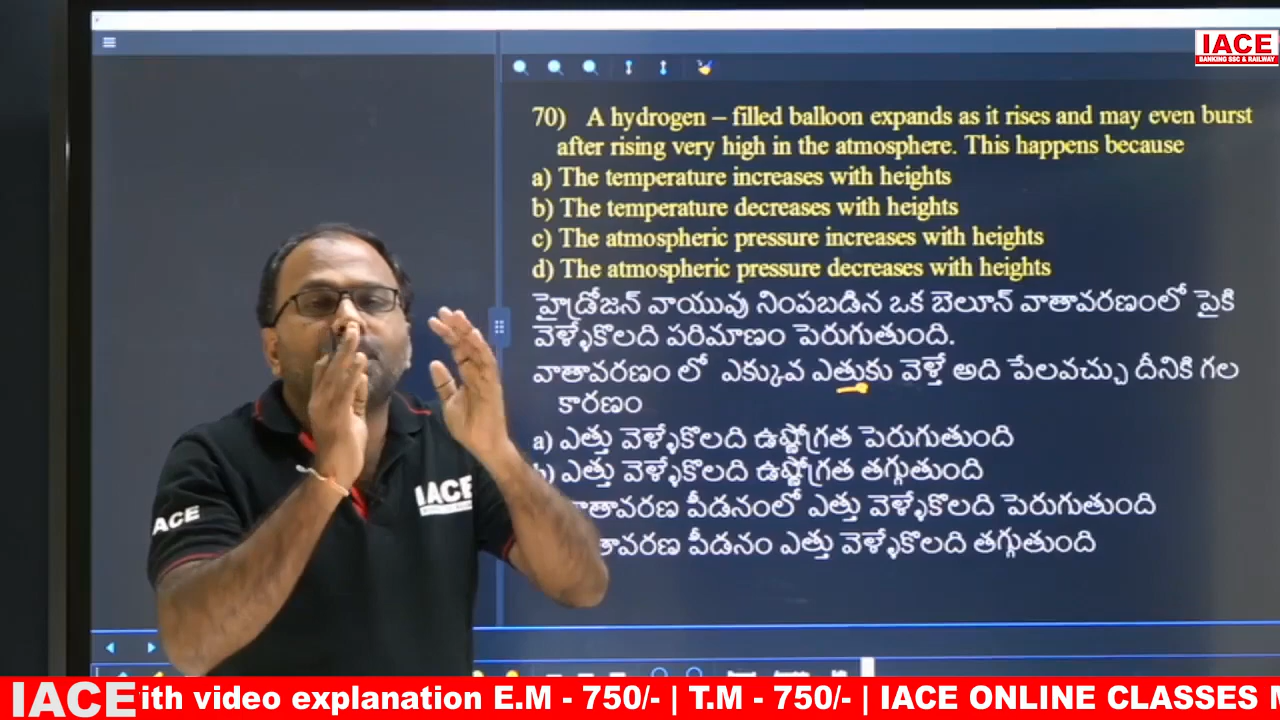 IACE
BANKING SSC & RAILWAY
70) A hydrogen – filled balloon expands as it rises and may even burst
after rising very high in the atmosphere. This happens because
a) The temperature increases with heights
b) The temperature decreases with heights
c) The atmospheric pressure increases with heights
d) The atmospheric pressure decreases with heights
హైడ్రోజన్ వాయువు నింపబడిన ఒక బెలూన్ వాతావరణంలో పైకి
వెళ్ళేకొలది పరిమాణం పెరుగుతుంది.
వాతావరణం లో ఎక్కువ ఎత్తుకు వెళ్తే అది పేలవచ్చు దీనికి గల
కారణం
a) ఎత్తు వెళ్ళేకొలది ఉష్ణోగ్రత పెరుగుతుంది
) ఎత్తు వెళ్ళేకొలది ఉష్ణోగ్రత తగ్గుతుంది
తావరణ పీడనంలో ఎత్తు వెళ్ళేకొలది పెరుగుతుంది
తావరణ పీడనం ఎత్తు వెళ్ళేకొలది తగ్గుతుంది
IACE
IACE
IACE ith video explanation E.M - 750/- | T.M - 750/- | IACE ONLINE CLASSES M